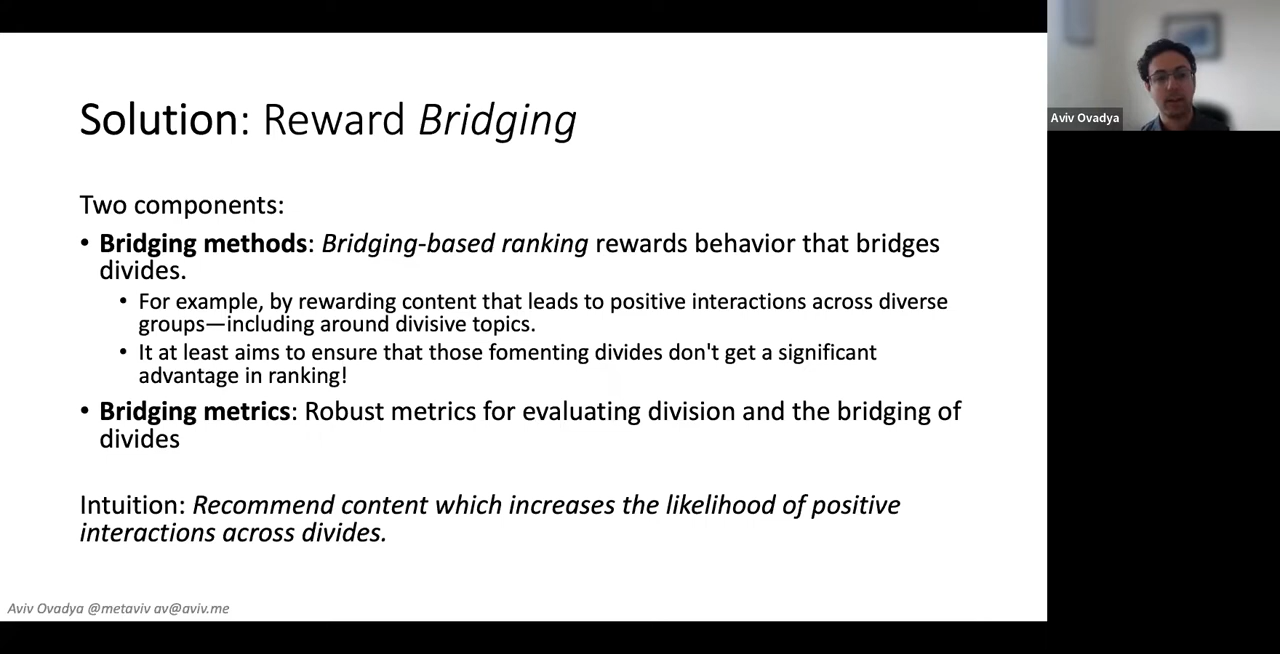 Solution: Reward Bridging
Two components:
• Bridging methods: Bridging-based ranking rewards behavior that bridges
divides.
• For example, by rewarding content that leads to positive interactions across diverse
groups—including around divisive topics.
• It at least aims to ensure that those fomenting divides don't get a significant
advantage in ranking!
• Bridging metrics: Robust metrics for evaluating division and the bridging of
divides
Intuition: Recommend content which increases the likelihood of positive
interactions across divides.
Aviv Ovadya @metaviv av@aviv.me
Aviv Ovadya